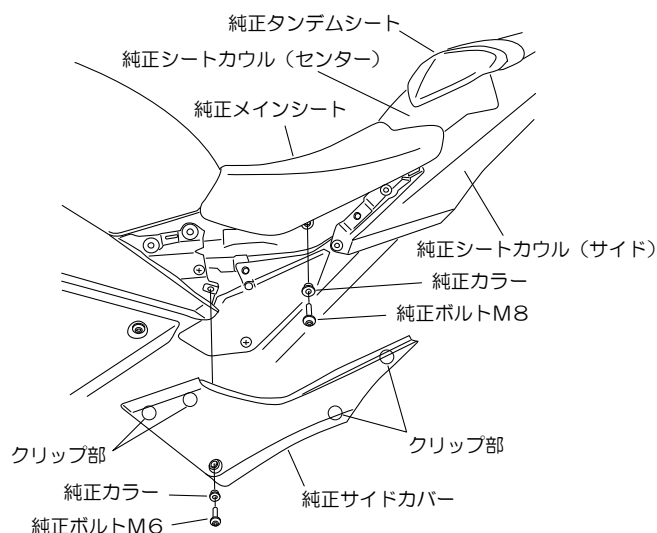 純正タンデムシート
純正シートカウル（センター）
純正メインシート
純正シートカウル（サイド）
純正カラー
純正ボルトM8
クリップ部
クリップ部
純正カラー
純正サイドカバー
純正ボルトM6